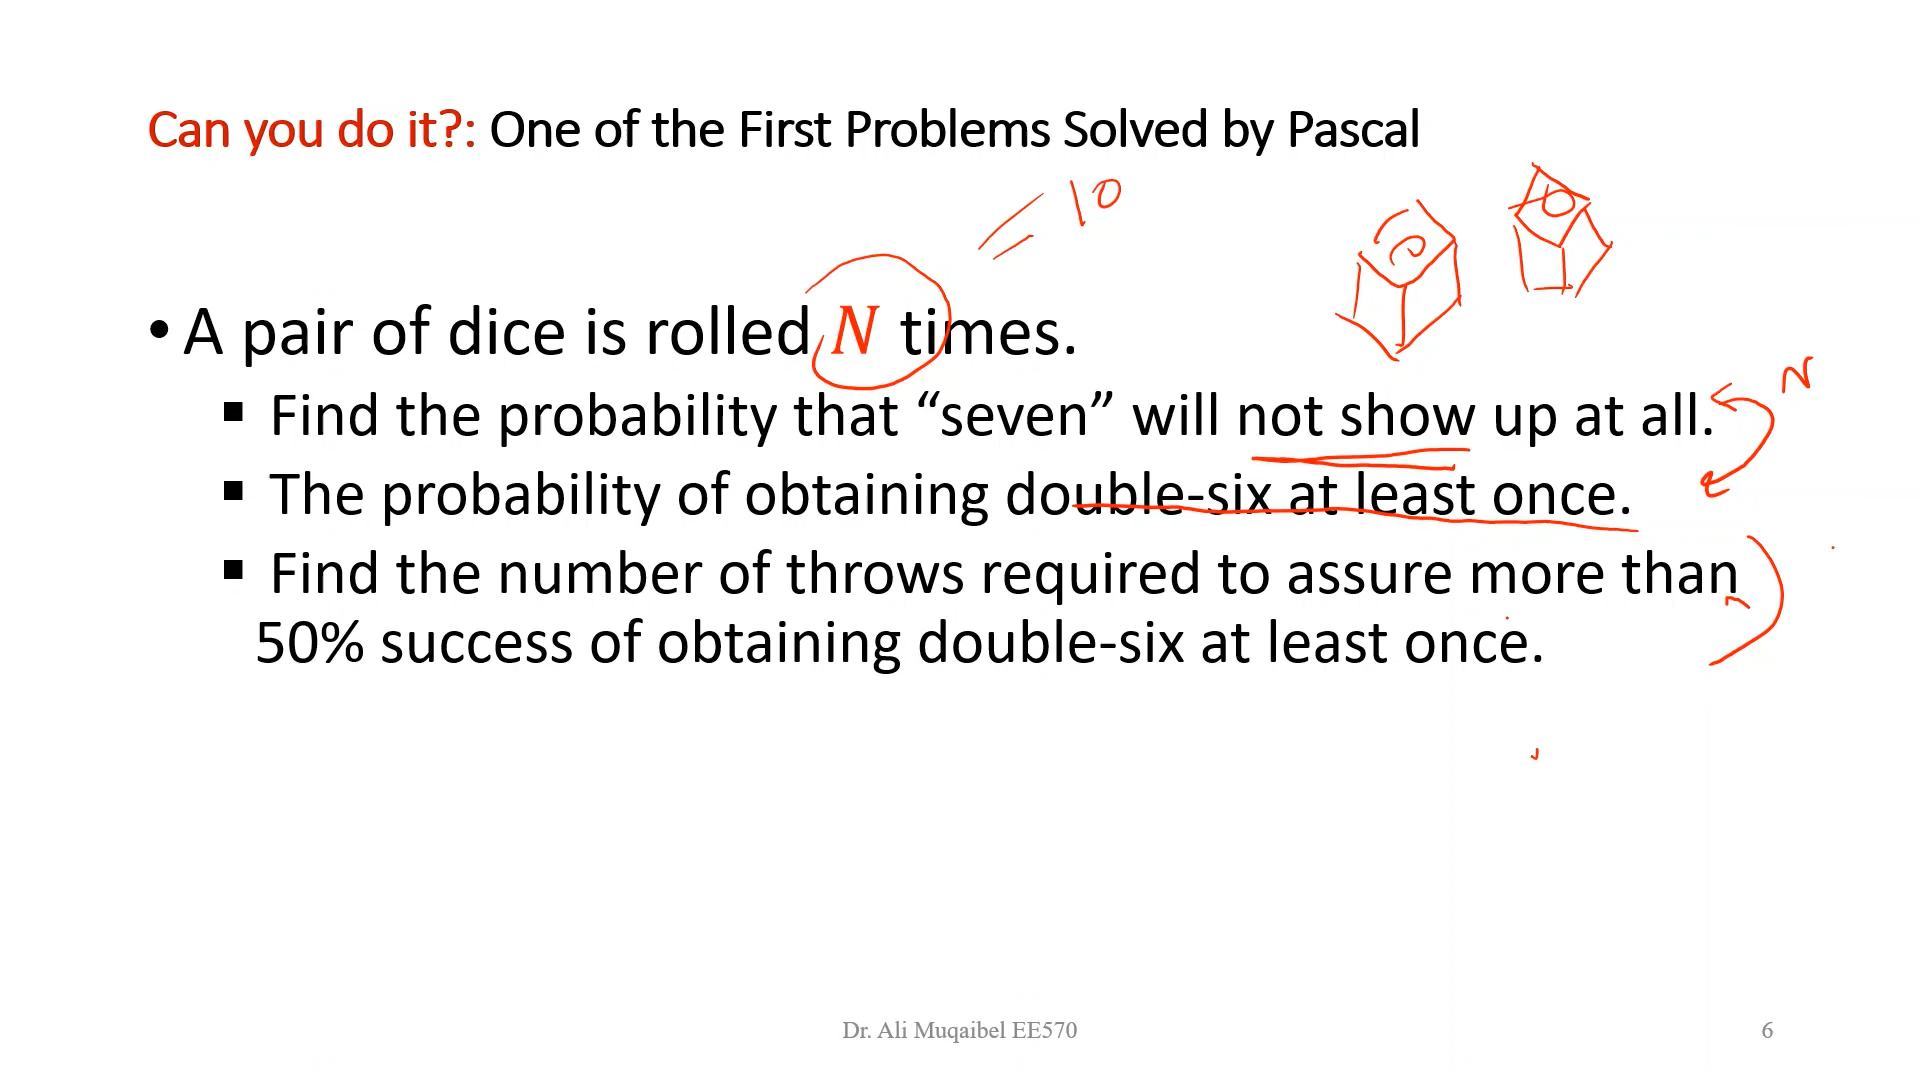 Can you do it?: One of the First Problems Solved by Pascal
= 10
• A pair of dice is rolled N times.
N
▪ Find the probability that “seven” will not show up at all.
▪ The probability of obtaining double-six at least once.
▪ Find the number of throws required to assure more than
50% success of obtaining double-six at least once.
Dr. Ali Muqaibel EE570
6